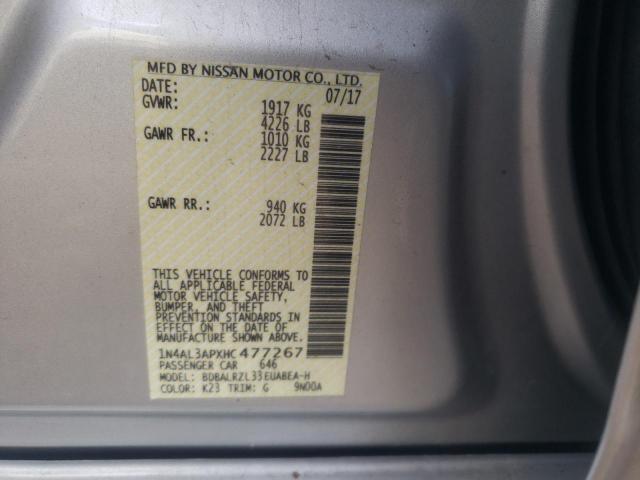 MFD BY NISSAN MOTOR CO., LTD.
DATE: 07/17
GVWR: 1917 KG
4226 LB
GAWR FR.: 1010 KG
2227 LB
GAWR RR.: 940 KG
2072 LB
THIS VEHICLE CONFORMS TO
ALL APPLICABLE FEDERAL
MOTOR VEHICLE SAFETY,
BUMPER, AND THEFT
PREVENTION STANDARDS
IN EFFECT ON THE DATE OF
MANUFACTURE SHOWN ABOVE.
1N4AL3APXHC477267
PASSENGER CAR 646
MODEL: BDBALRZL33EUABEA-H
COLOR: K23 TRIM: G 9N00A